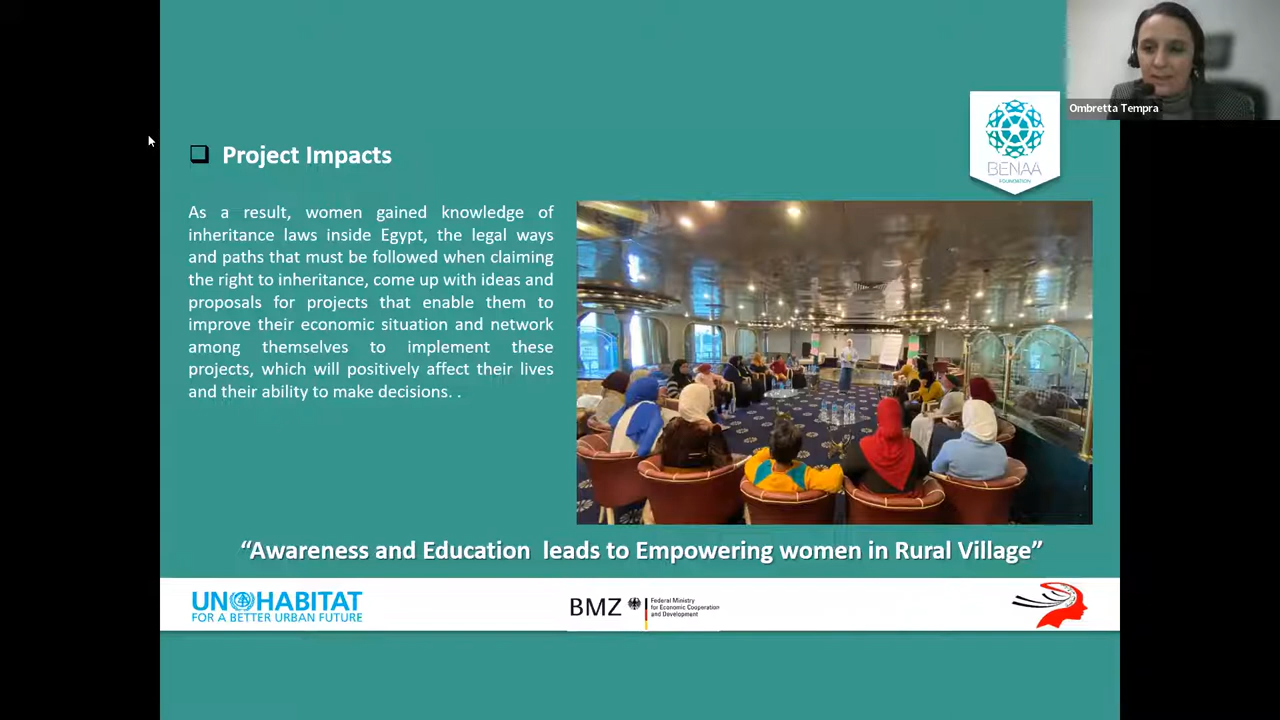 Ombretta Tempra
BENAA
FOUNDATION
Project Impacts
As a result, women gained knowledge of
inheritance laws inside Egypt, the legal ways
and paths that must be followed when claiming
the right to inheritance, come up with ideas and
proposals for projects that enable them to
improve their economic situation and network
among themselves to implement these
projects, which will positively affect their lives
and their ability to make decisions. .
“Awareness and Education leads to Empowering women in Rural Village”
UN HABITAT
FOR A BETTER URBAN FUTURE
BMZ
Federal Ministry
for Economic Cooperation
and Development